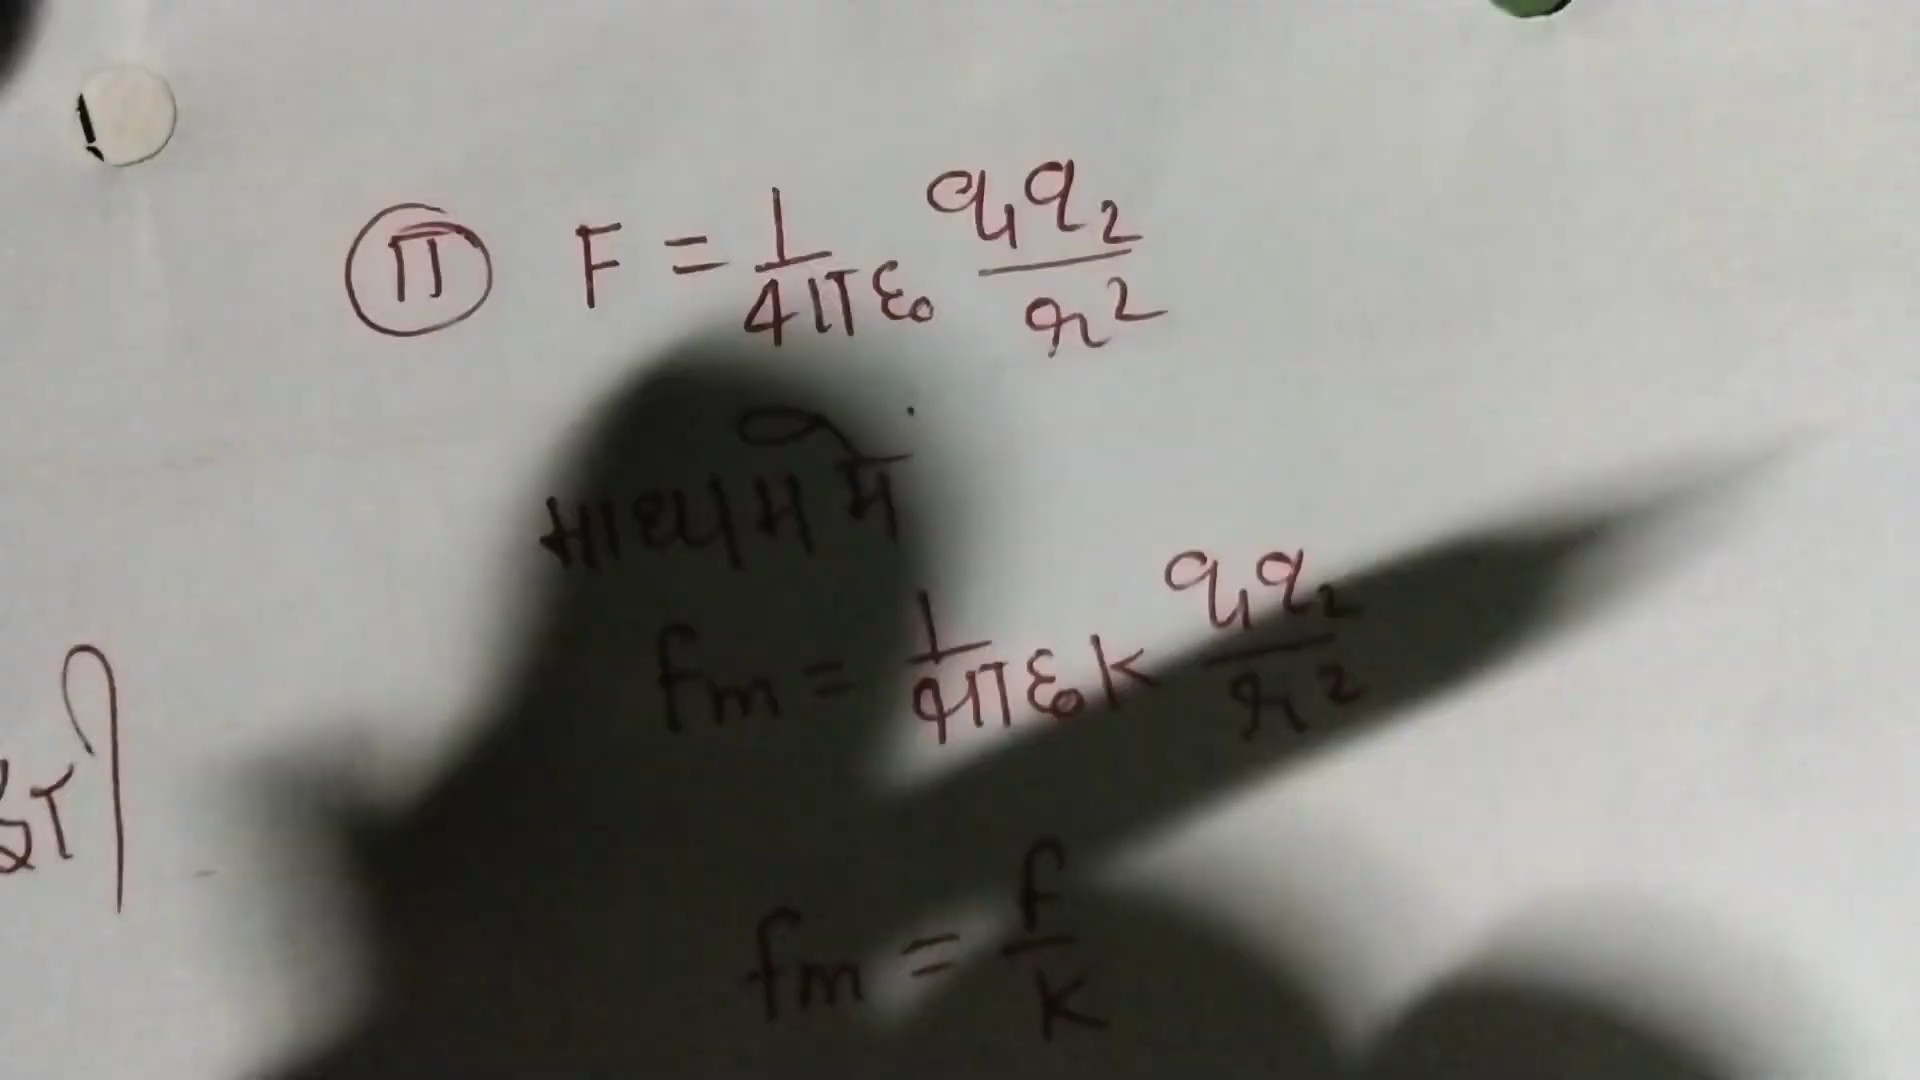 II F = 1/4πε₀ q₁q₂/r²
माध्यम में
fm = 1/4πε₀k q₁q₂/r²
fm = f/k